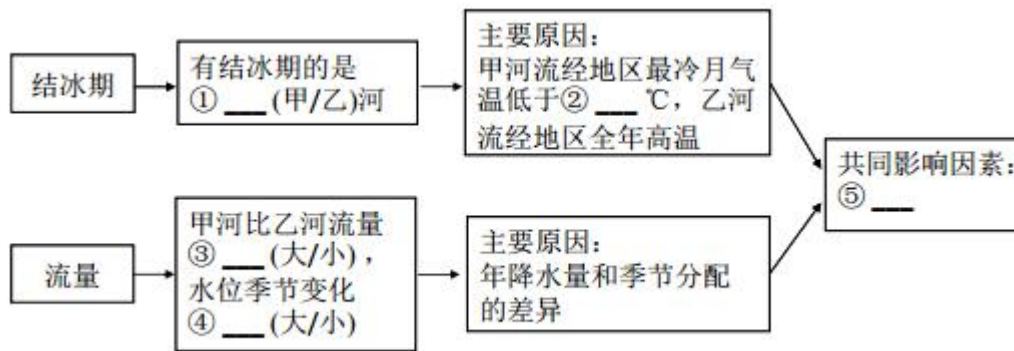 结冰期
有结冰期的是
① ___ (甲/乙)河
主要原因：
甲河流经地区最冷月气
温低于② ___ ℃，乙河
流经地区全年高温
流量
甲河比乙河流量
③ ___ (大/小)，
水位季节变化
④ ___ (大/小)
主要原因：
年降水量和季节分配
的差异
共同影响因素：
⑤ ___